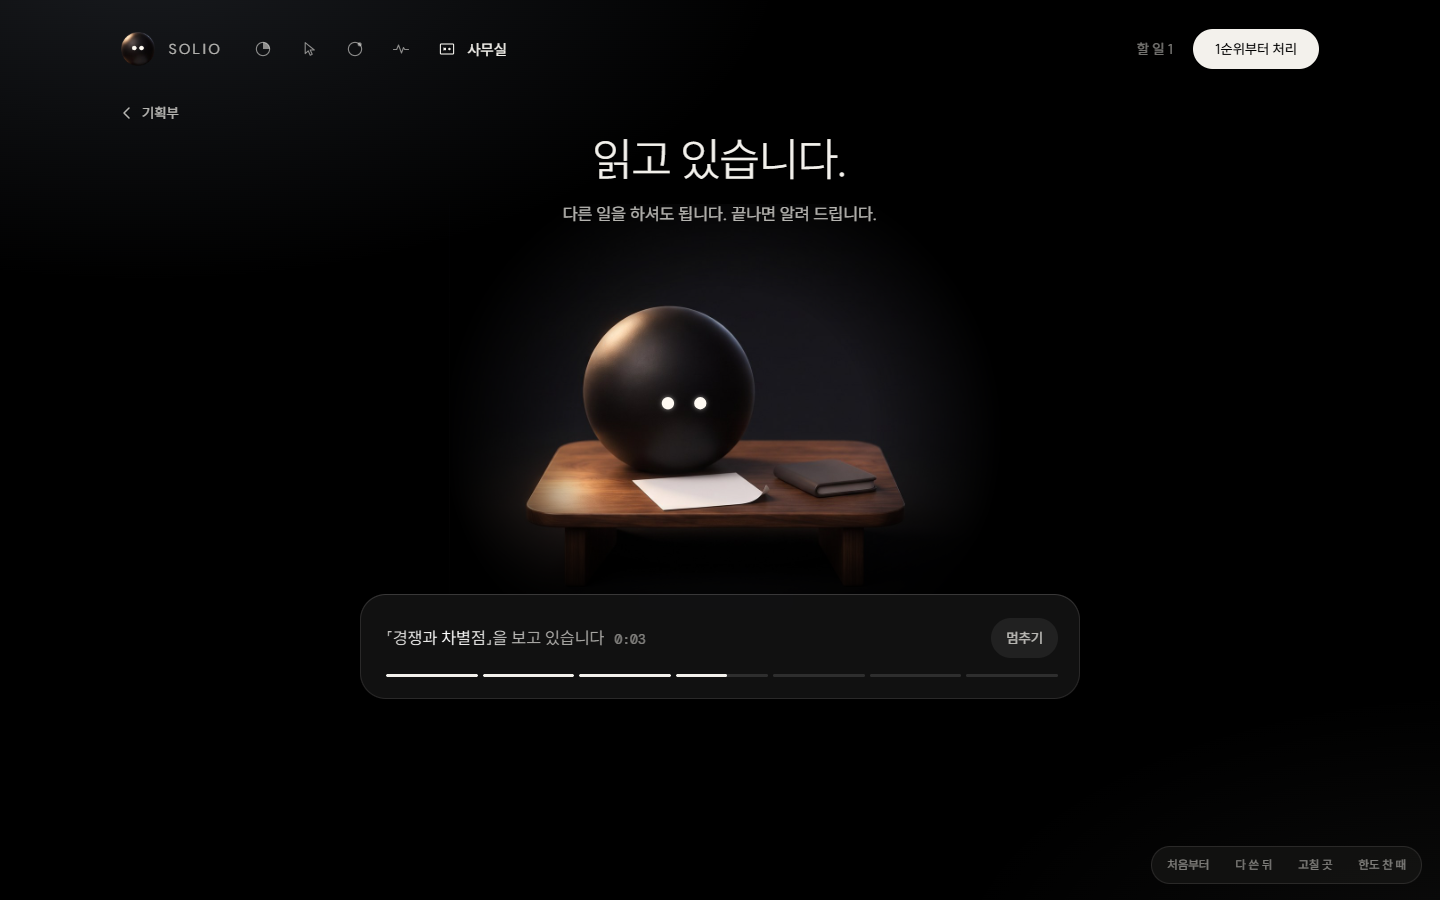 SOLIO
사무실
할 일 1
1순위부터 처리
기획부
읽고 있습니다.
다른 일을 하셔도 됩니다. 끝나면 알려 드립니다.
「경쟁과 차별점」을 보고 있습니다 0:03
멈추기
처음부터 다 쓴 뒤 고칠 곳 한도 찬 때